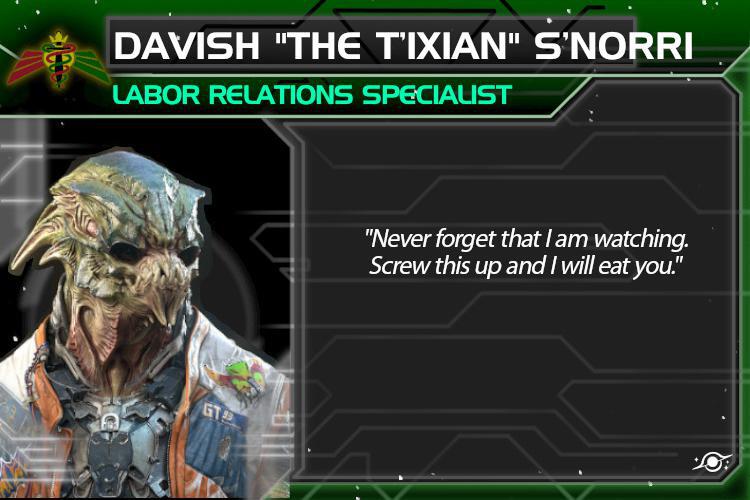 DAVISH "THE T'IXIAN" S'NORRI
LABOR RELATIONS SPECIALIST
"Never forget that I am watching.
Screw this up and I will eat you."